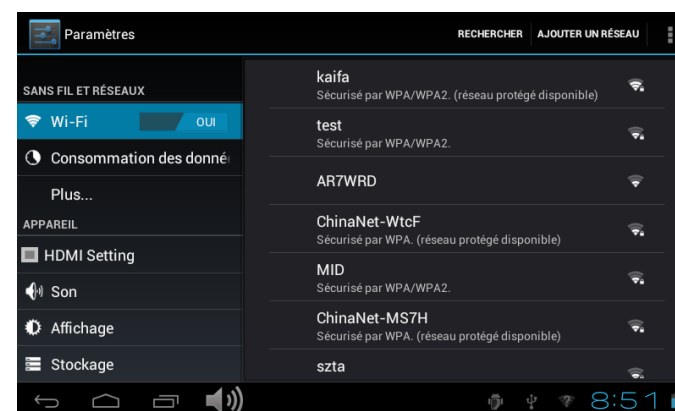 Paramètres
RECHERCHER
AJOUTER UN RÉSEAU
SANS FIL ET RÉSEAUX
Wi-Fi
OUI
Consommation des donné
Plus...
APPAREIL
HDMI Setting
Son
Affichage
Stockage
kaifa
Sécurisé par WPA/WPA2. (réseau protégé disponible)
test
Sécurisé par WPA/WPA2.
AR7WRD
ChinaNet-WtcF
Sécurisé par WPA. (réseau protégé disponible)
MID
Sécurisé par WPA/WPA2.
ChinaNet-MS7H
Sécurisé par WPA. (réseau protégé disponible)
szta
8:51